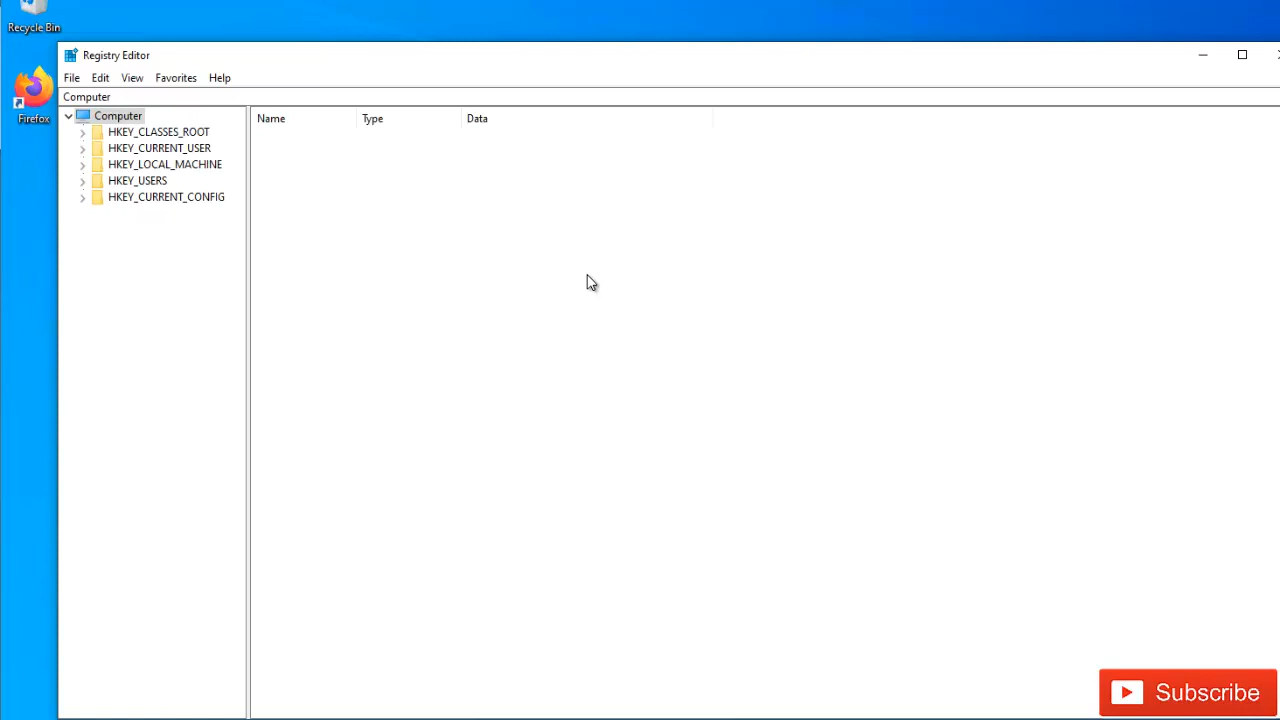 Recycle Bin
Firefox
Registry Editor
File Edit View Favorites Help
Computer
Computer
HKEY_CLASSES_ROOT
HKEY_CURRENT_USER
HKEY_LOCAL_MACHINE
HKEY_USERS
HKEY_CURRENT_CONFIG
Name Type Data
Subscribe